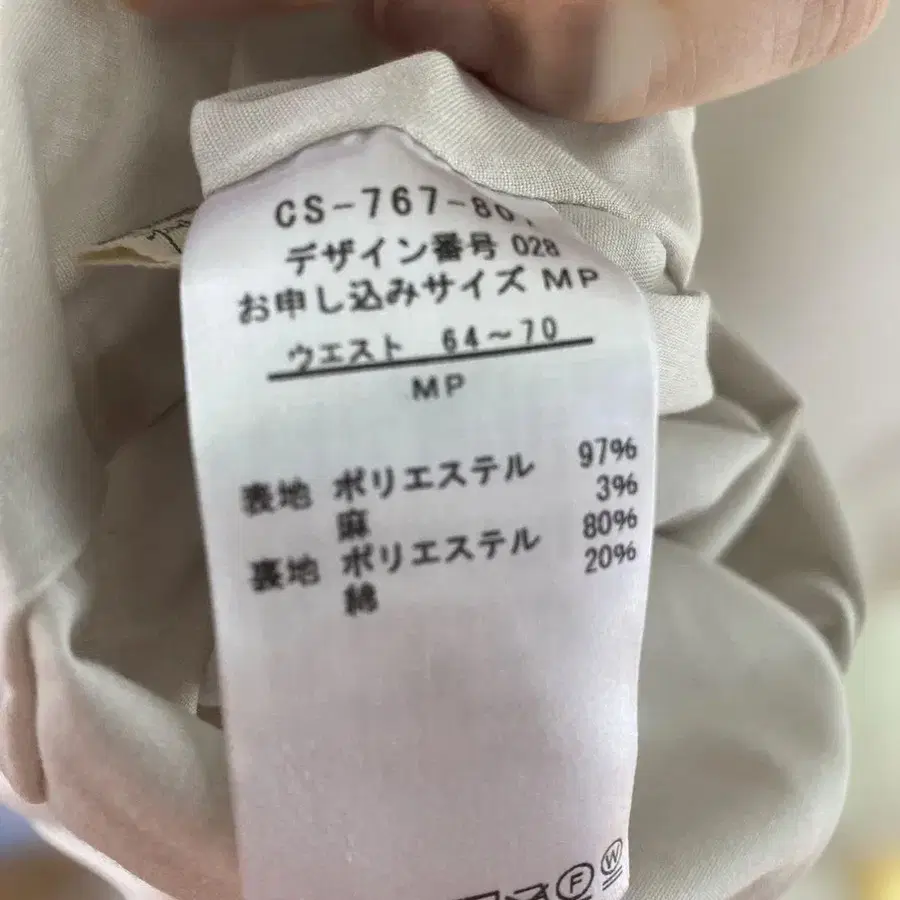 CS-767-80
デザイン番号 028
お申し込みサイズ MP
ウエスト 64～70
MP
表地 ポリエステル 97%
麻 3%
裏地 ポリエステル 80%
綿 20%
F W